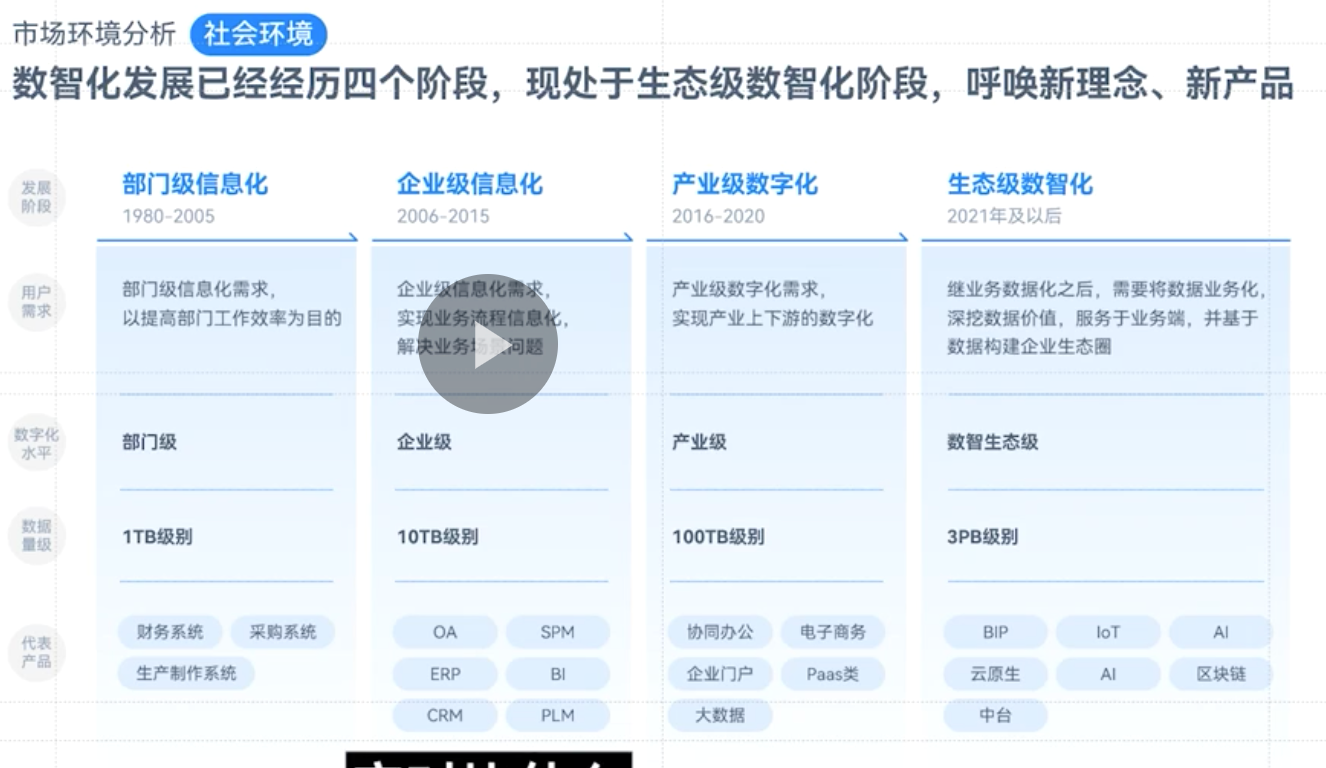 市场环境分析 社会环境
数智化发展已经经历四个阶段，现处于生态级数智化阶段，呼唤新理念、新产品
发展
阶段
部门级信息化
1980-2005
企业级信息化
2006-2015
产业级数字化
2016-2020
生态级数智化
2021年及以后
用户
需求
部门级信息化需求，
以提高部门工作效率为目的
企业级信息化需求，
实现业务流程信息化，
解决业务场景问题
产业级数字化需求，
实现产业上下游的数字化
继业务数据化之后，需要将数据业务化，
深挖数据价值，服务于业务端，并基于
数据构建企业生态圈
数字化
水平
部门级
企业级
产业级
数智生态级
数据
量级
1TB级别
10TB级别
100TB级别
3PB级别
代表
产品
财务系统 采购系统
生产制作系统
OA SPM
ERP BI
CRM PLM
协同办公 电子商务
企业门户 Paas类
大数据
BIP IoT AI
云原生 AI 区块链
中台